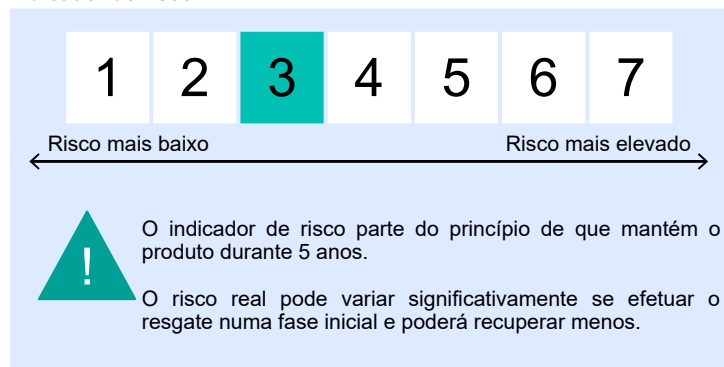 1 2 3 4 5 6 7
Risco mais baixo Risco mais elevado
! O indicador de risco parte do princípio de que mantém o
produto durante 5 anos.
O risco real pode variar significativamente se efetuar o
resgate numa fase inicial e poderá recuperar menos.